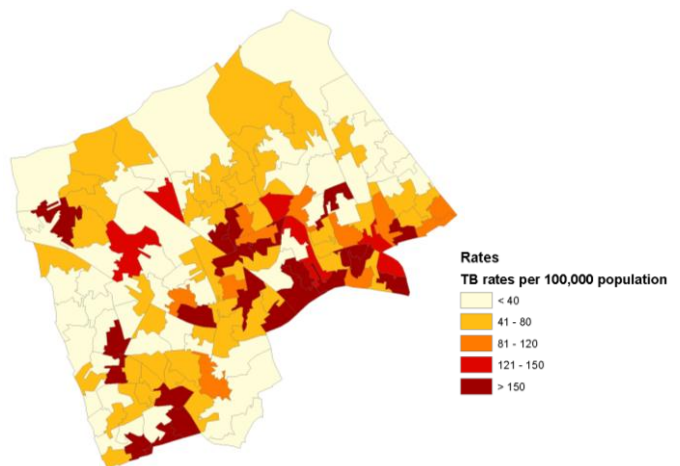 Rates
TB rates per 100,000 population
< 40
41 - 80
81 - 120
121 - 150
> 150